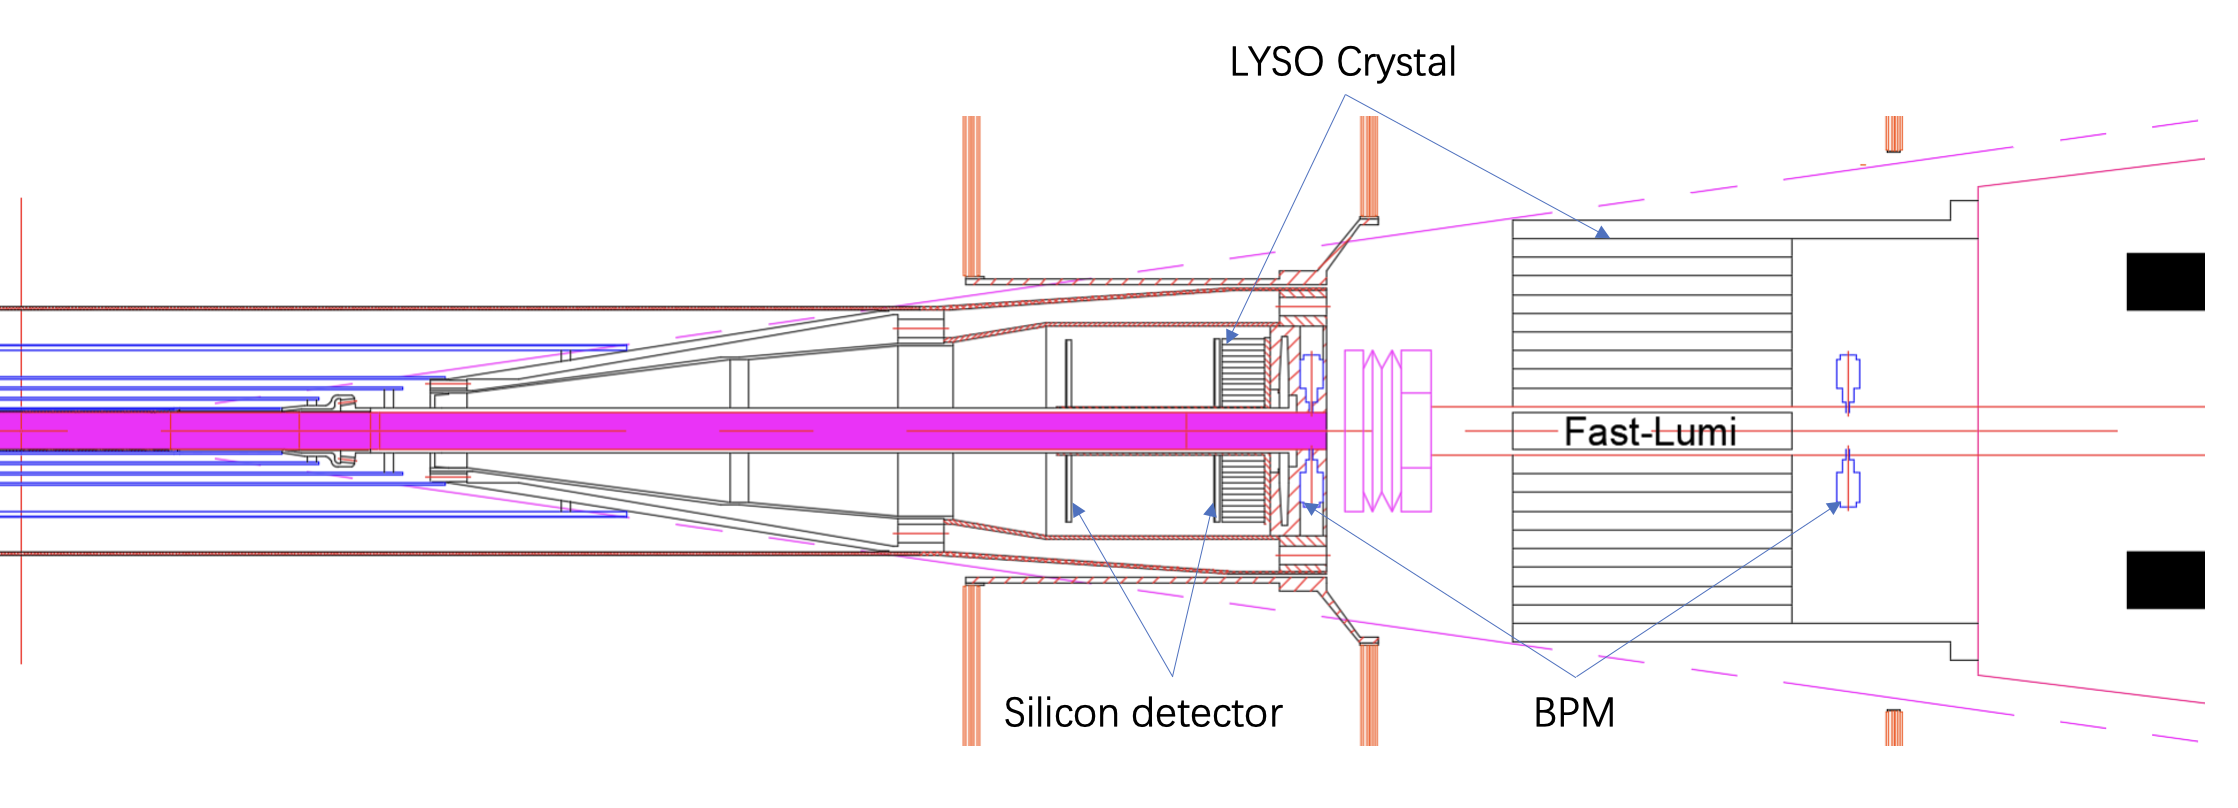 LYSO Crystal
Fast-Lumi
Silicon detector
BPM